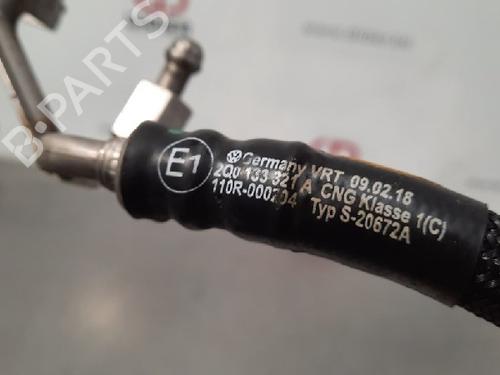 B-PARTS
E1
Germany VRT 09.02.18
2Q0 133 821 A CNG Klasse 1(C)
110R-000204 Typ S-20672A